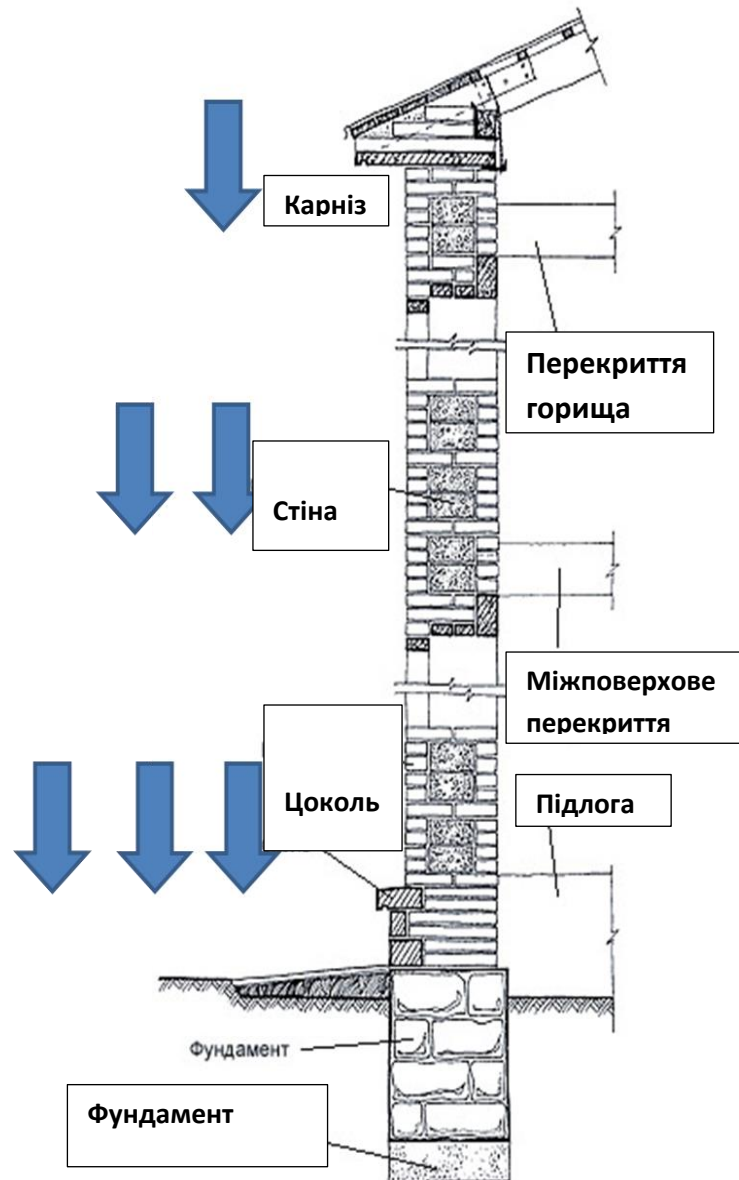 Карніз
Перекриття
горища
Стіна
Міжповерхове
перекриття
Цоколь
Підлога
Фундамент
Фундамент